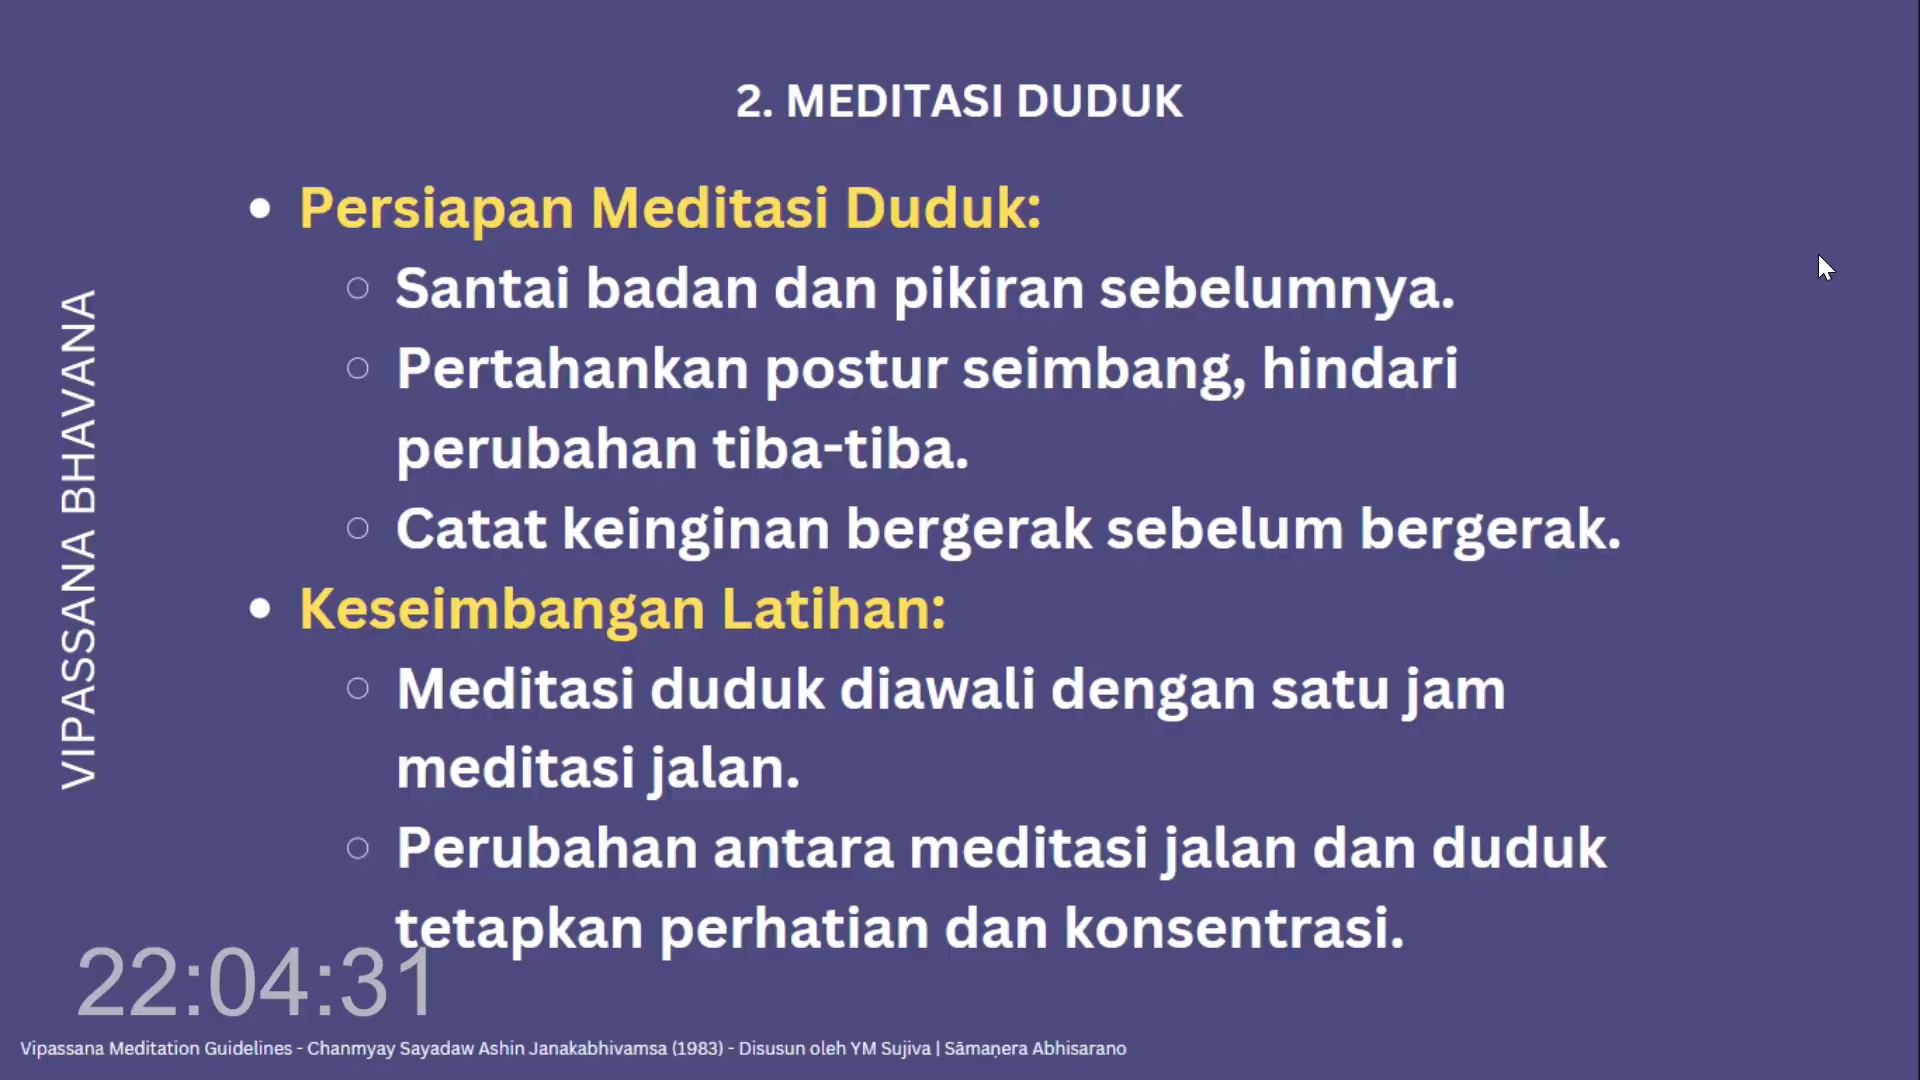 2. MEDITASI DUDUK
VIPASSANA BHAVANA
Persiapan Meditasi Duduk:
Santai badan dan pikiran sebelumnya.
Pertahankan postur seimbang, hindari
perubahan tiba-tiba.
Catat keinginan bergerak sebelum bergerak.
Keseimbangan Latihan:
Meditasi duduk diawali dengan satu jam
meditasi jalan.
Perubahan antara meditasi jalan dan duduk
tetapkan perhatian dan konsentrasi.
22:04:31
Vipassana Meditation Guidelines - Chanmyay Sayadaw Ashin Janakabhivamsa (1983) - Disusun oleh YM Sujiva | Sāmaṇera Abhisarano